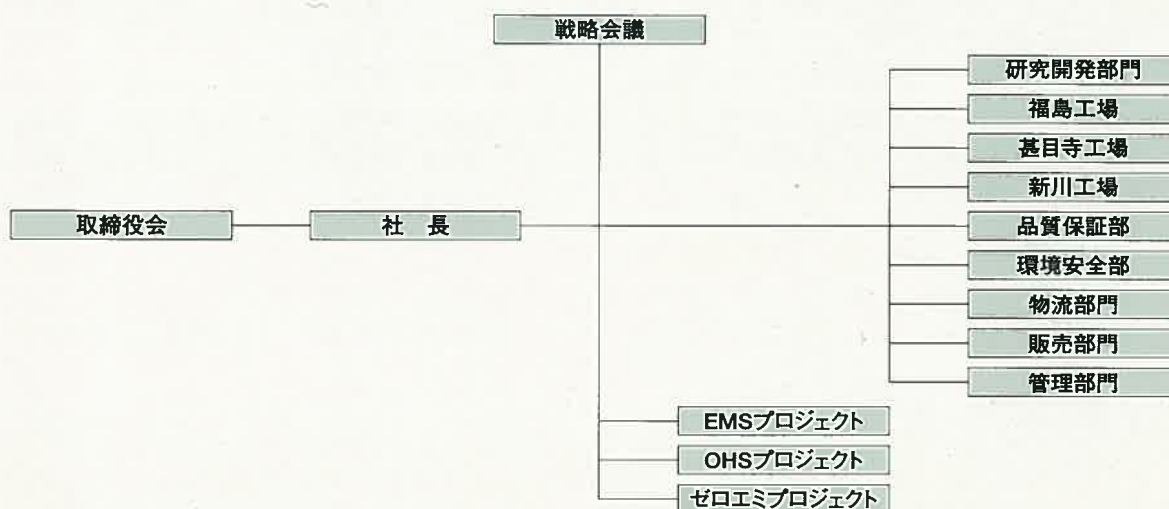 戦略会議
研究開発部門
福島工場
甚目寺工場
新川工場
取締役会
社 長
品質保証部
環境安全部
物流部門
販売部門
管理部門
EMSプロジェクト
OHSプロジェクト
ゼロエミプロジェクト